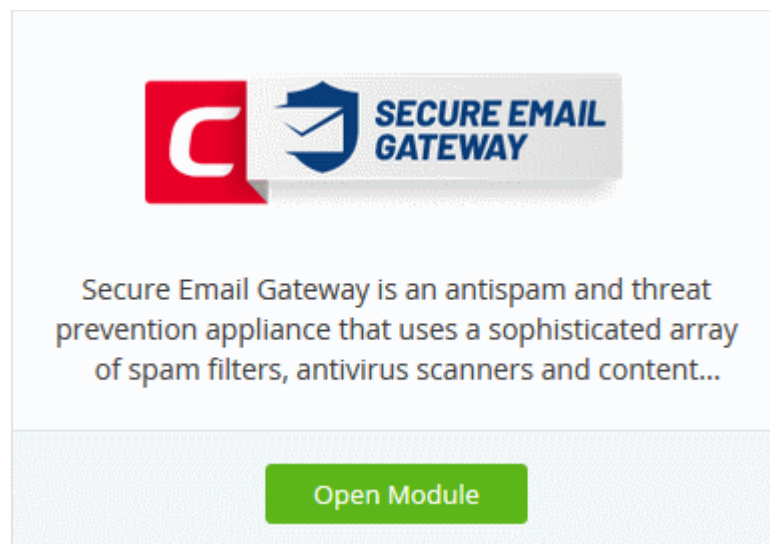 C
SECURE EMAIL
GATEWAY
Secure Email Gateway is an antispam and threat
prevention appliance that uses a sophisticated array
of spam filters, antivirus scanners and content...
Open Module